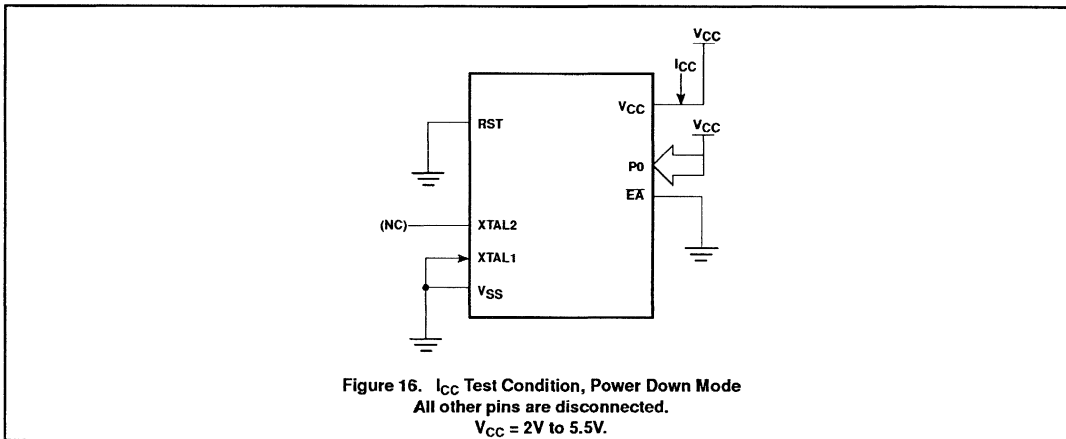 VCC
ICC
VCC
RST
VCC
P0
EA
(NC)
XTAL2
XTAL1
VSS
Figure 16. ICC Test Condition, Power Down Mode
All other pins are disconnected.
VCC = 2V to 5.5V.